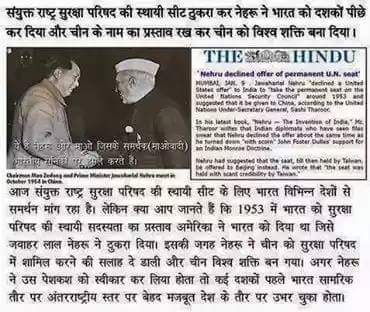 संयुक्त राष्ट्र सुरक्षा परिषद की स्थायी सीट ठुकरा कर नेहरू ने भारत को दशकों पीछे
कर दिया और चीन के नाम का प्रस्ताव रख कर चीन को विश्व शक्ति बना दिया।
THE HINDU
'Nehru declined offer of permanent U.N. seat'
MUMBAI, JAN. 9. Jawaharlal Nehru "declined a United
States offer" to India to "take the permanent seat on the
United Nations Security Council" around 1953 and
suggested that it be given to China, according to the United
Nations Under-Secretary General, Sashi Tharoor.
In his latest book, "Nehru — The Invention of India," Mr.
Tharoor writes that Indian diplomats who have seen files
swear that Nehru declined the offer about the same time as
he turned down "with scorn" John Foster Dulles' support for
an Indian Monroe Doctrine.
Nehru had suggested that the seat, till then held by Taiwan,
be offered to Beijing instead. He wrote that "the seat was
held with scant credibility by Taiwan."
ये है नेहरू और माओ जिसके समर्थक(माओवादी)
भारतीय सैनिकों पर हमले करते हैं।
Chairman Mao Zedong and Prime Minister Jawaharlal Nehru meet in
October 1954 in China.
आज संयुक्त राष्ट्र सुरक्षा परिषद की स्थायी सीट के लिए भारत विभिन्न देशों से
समर्थन मांग रहा है। लेकिन क्या आप जानते हैं कि 1953 में भारत को सुरक्षा
परिषद की स्थायी सदस्यता का प्रस्ताव अमेरिका ने भारत को दिया था जिसे
जवाहर लाल नेहरू ने ठुकरा दिया। इसकी जगह नेहरू ने चीन को सुरक्षा परिषद
में शामिल करने की सलाह दे डाली और चीन विश्व शक्ति बन गया। अगर नेहरू
ने उस पेशकश को स्वीकार कर लिया होता तो कई दशकों पहले भारत सामरिक
तौर पर अंतरराष्ट्रीय स्तर पर बेहद मजबूत देश के तौर पर उभर चुका होता।